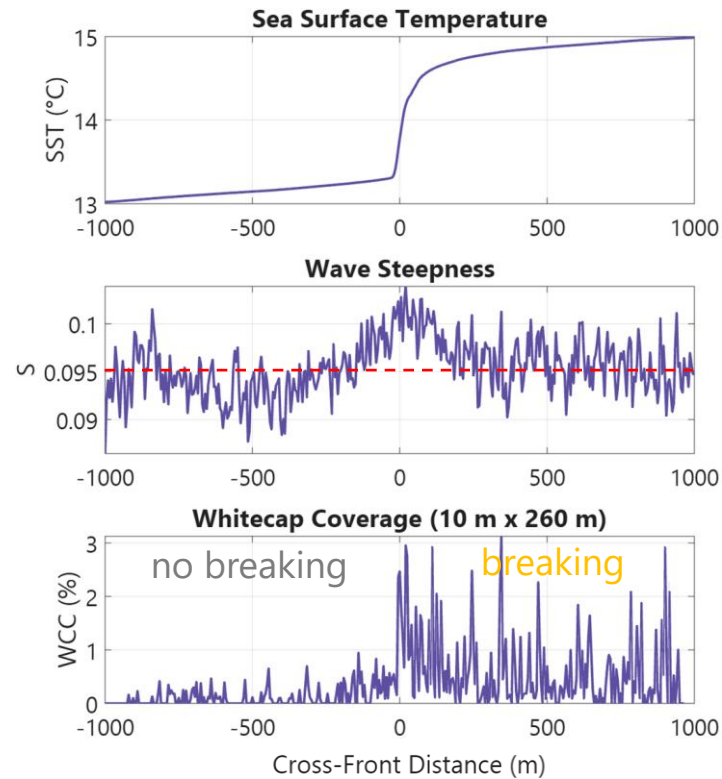 Sea Surface Temperature
SST (°C)
15
14
13
-1000 -500 0 500 1000
Wave Steepness
S
0.1
0.095
0.09
-1000 -500 0 500 1000
Whitecap Coverage (10 m x 260 m)
no breaking breaking
WCC (%)
3
2
1
0
-1000 -500 0 500 1000
Cross-Front Distance (m)